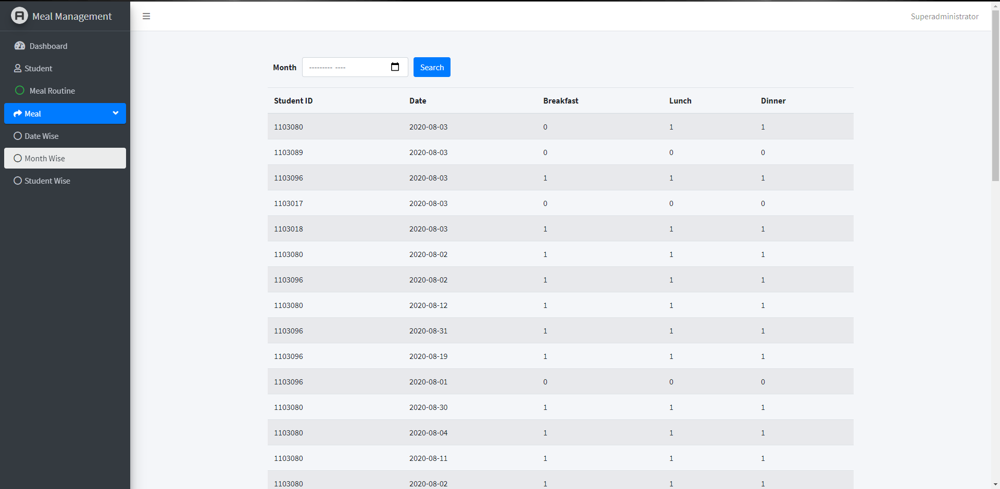 Meal Management
Superadministrator
Dashboard
Student
Meal Routine
Meal
Date Wise
Month Wise
Student Wise
Month --------- ---- Search
Student ID Date Breakfast Lunch Dinner
1103080 2020-08-03 0 1 1
1103089 2020-08-03 0 0 0
1103096 2020-08-03 1 1 1
1103017 2020-08-03 0 0 0
1103018 2020-08-03 1 1 1
1103080 2020-08-02 1 1 1
1103096 2020-08-02 1 1 1
1103080 2020-08-12 1 1 1
1103096 2020-08-31 1 1 1
1103096 2020-08-19 1 1 1
1103096 2020-08-01 0 0 0
1103080 2020-08-30 1 1 1
1103080 2020-08-04 1 1 1
1103080 2020-08-11 1 1 1
1103080 2020-08-02 1 1 1